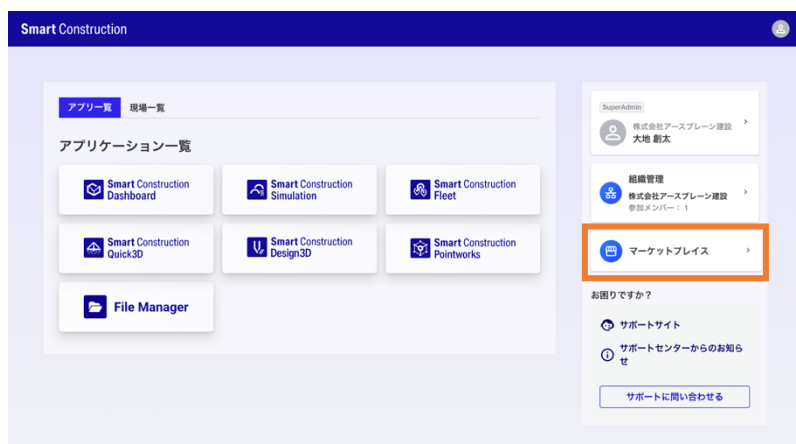 Smart Construction
アプリ一覧 現場一覧
アプリケーション一覧
Smart Construction
Dashboard
Smart Construction
Simulation
Smart Construction
Fleet
Smart Construction
Quick3D
Smart Construction
Design3D
Smart Construction
Pointworks
File Manager
SuperAdmin
株式会社アースブレーン建設
大地 創太
組織管理
株式会社アースブレーン建設
参加メンバー： 1
マーケットプレイス
お困りですか？
サポートサイト
サポートセンターからのお知ら
せ
サポートに問い合わせる